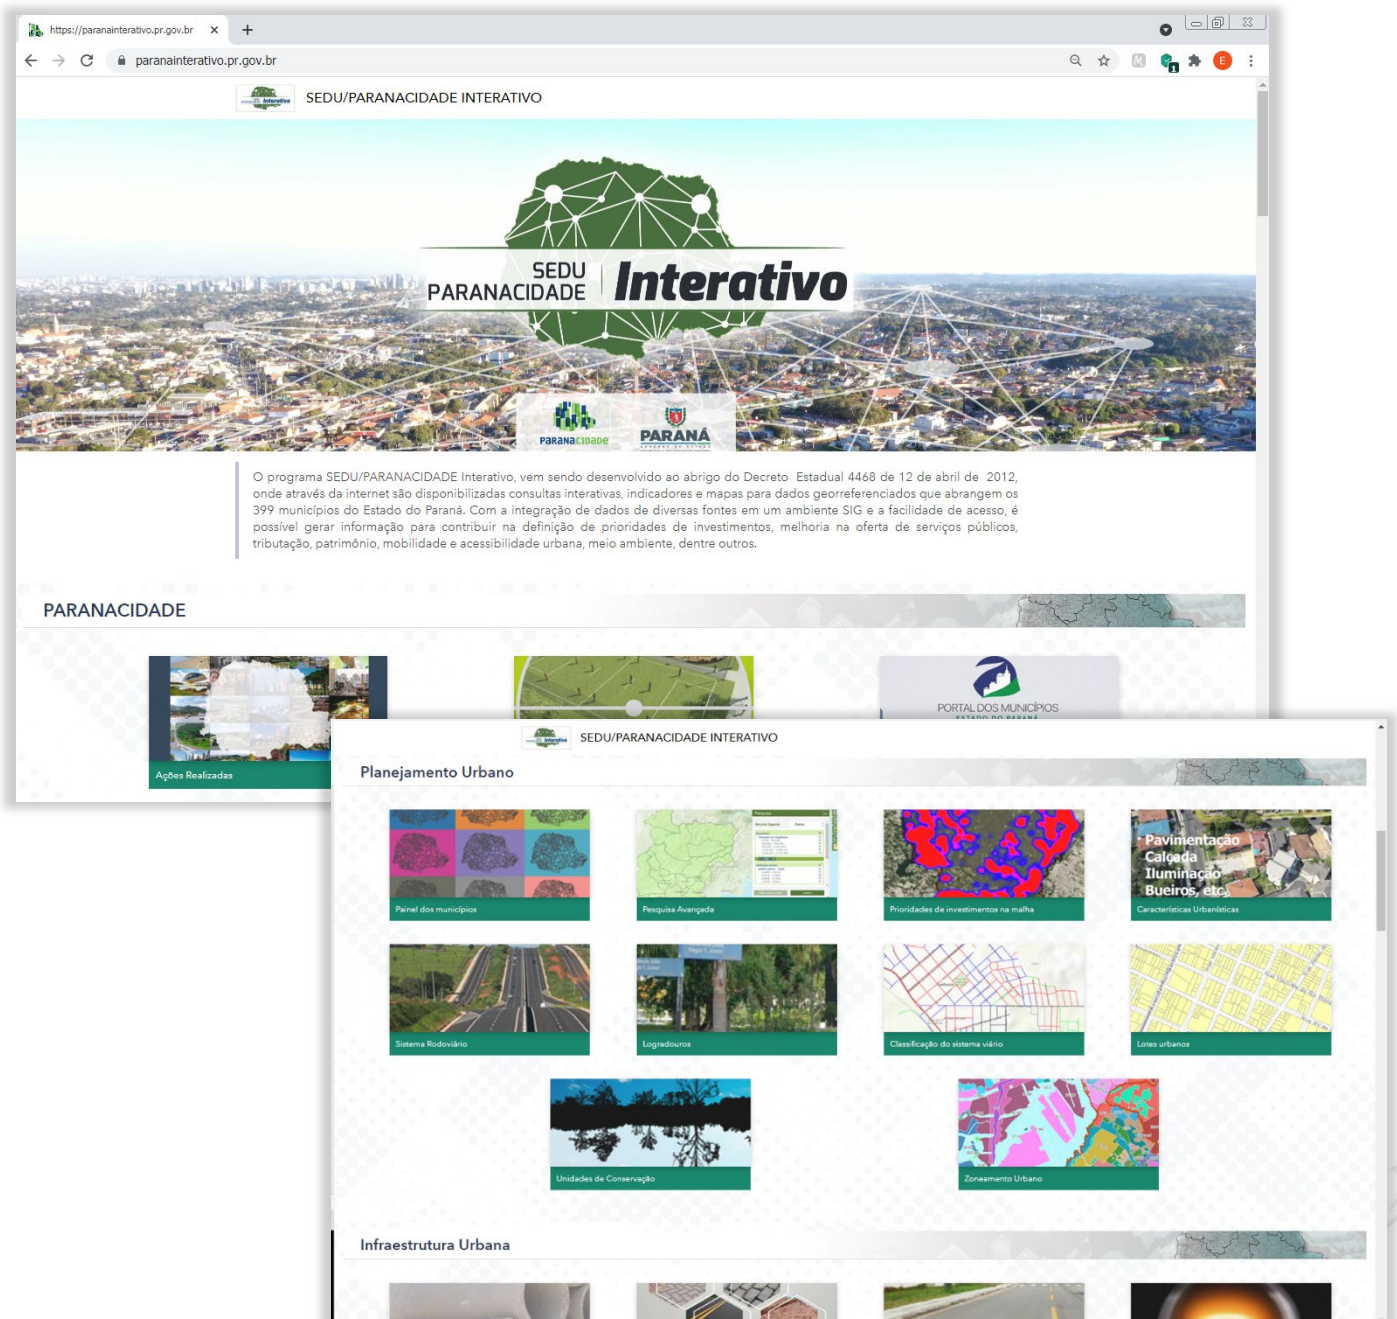 https://paranainterativo.pr.gov.br
paranainterativo.pr.gov.br
E
1
SEDU/PARANACIDADE INTERATIVO
SEDU
PARANACIDADE
Interativo
PARANACIDADE
PARANÁ
O programa SEDU/PARANACIDADE Interativo, vem sendo desenvolvido ao abrigo do Decreto Estadual 4468 de 12 de abril de 2012,
onde através da internet são disponibilizadas consultas interativas, indicadores e mapas para dados georreferenciados que abrangem os
399 municípios do Estado do Paraná. Com a integração de dados de diversas fontes em um ambiente SIG e a facilidade de acesso, é
possível gerar informação para contribuir na definição de prioridades de investimentos, melhoria na oferta de serviços públicos,
tributação, patrimônio, mobilidade e acessibilidade urbana, meio ambiente, dentre outros.
PARANACIDADE
PORTAL DOS MUNICÍPIOS
ESTADO DO PARANÁ
Ações Realizadas
SEDU/PARANACIDADE INTERATIVO
Planejamento Urbano
Pavimentação
Calçada
Iluminação
Bueiros, etc.
Painel dos municípios
Pesquisa Avançada
Prioridades de investimentos na malha
Características Urbanísticas
Sistema Rodoviário
Logradouros
Classificação do sistema viário
Lotes urbanos
Unidades de Conservação
Zoneamento Urbano
Infraestrutura Urbana